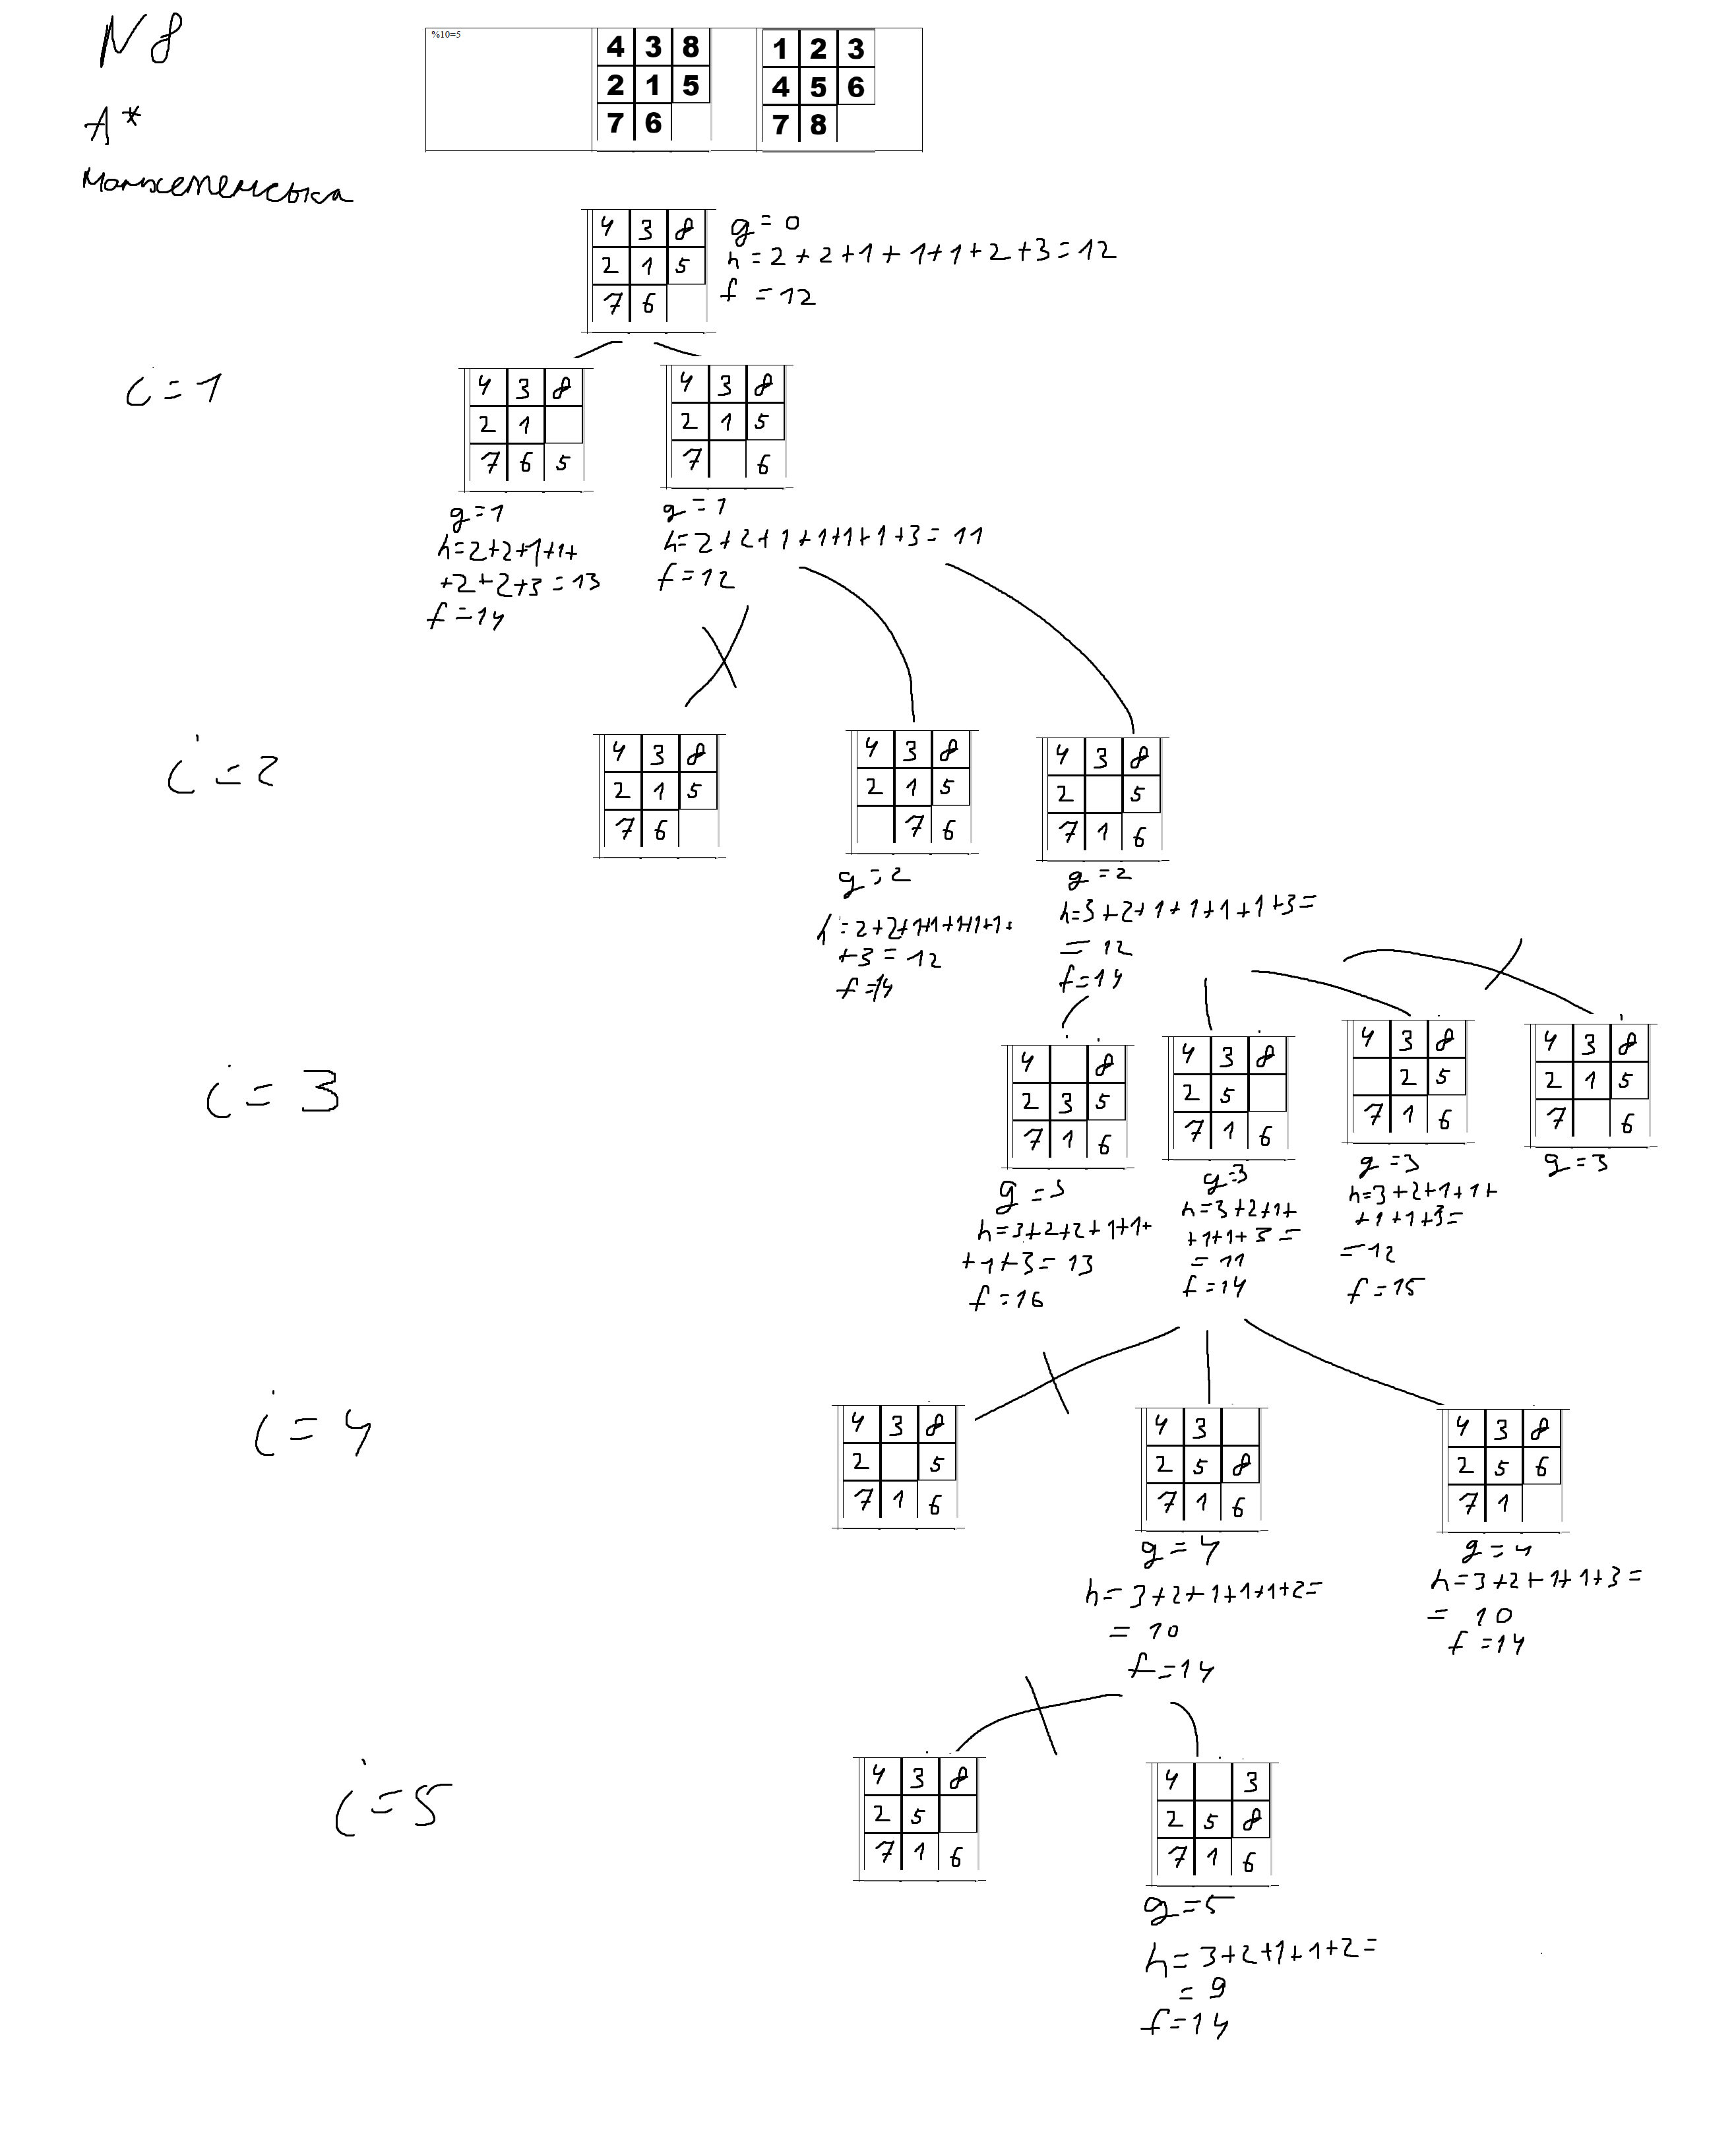 N8
A*
Манхетенська
%10=5
4 3 8
2 1 5
7 6
1 2 3
4 5 6
7 8
4 3 8
2 1 5
7 6
g=0
h=2+2+1+1+1+2+3=12
f=12
i=1
4 3 8
2 1
7 6 5
g=1
h=2+2+1+1+
+2+2+3=13
f=14
4 3 8
2 1 5
7 6
g=1
h=2+2+1+1+1+1+3=11
f=12
i=2
4 3 8
2 1 5
7 6
4 3 8
2 1 5
7 6
g=2
h=2+2+1+1+1+1+1+
+3=12
f=14
4 3 8
2 5
7 1 6
g=2
h=3+2+1+1+1+1+3=
=12
f=14
i=3
4 8
2 3 5
7 1 6
g=3
h=3+2+2+1+1+
+1+3=13
f=16
4 3 8
2 5
7 1 6
g=3
h=3+2+1+
+1+1+3=
=11
f=14
4 3 8
2 5
7 1 6
g=3
h=3+2+1+1+
+1+1+3=
=12
f=15
4 3 8
2 1 5
7 6
g=3
i=4
4 3 8
2 5
7 1 6
4 3
2 5 8
7 1 6
g=4
h=3+2+1+1+1+2=
=10
f=14
4 3 8
2 5 6
7 1
g=4
h=3+2+1+1+3=
=10
f=14
i=5
4 3 8
2 5
7 1 6
4 3
2 5 8
7 1 6
g=5
h=3+2+1+1+2=
=9
f=14